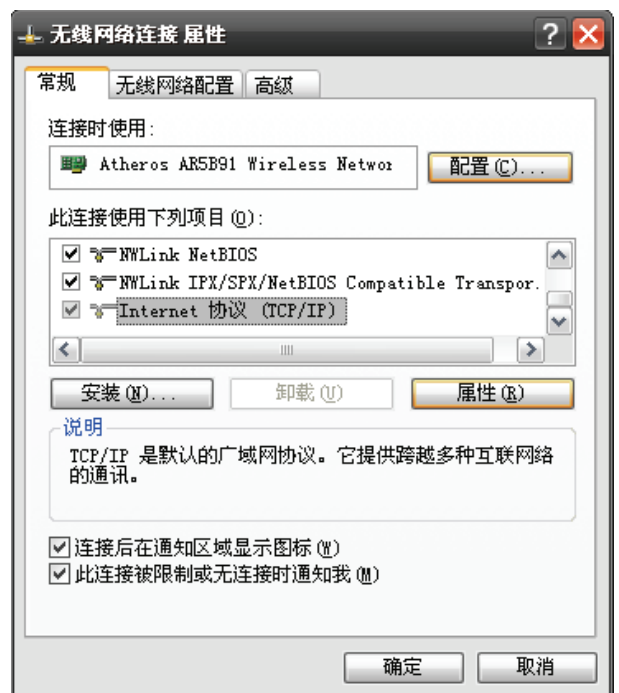 无线网络连接 属性
常规 无线网络配置 高级
连接时使用:
Atheros AR5B91 Wireless Networ
配置(C)...
此连接使用下列项目(O):
NWLink NetBIOS
NWLink IPX/SPX/NetBIOS Compatible Transpor.
Internet 协议 (TCP/IP)
安装(N)... 卸载(U) 属性(R)
说明
TCP/IP 是默认的广域网协议。它提供跨越多种互联网络
的通讯。
连接后在通知区域显示图标(W)
此连接被限制或无连接时通知我(M)
确定 取消